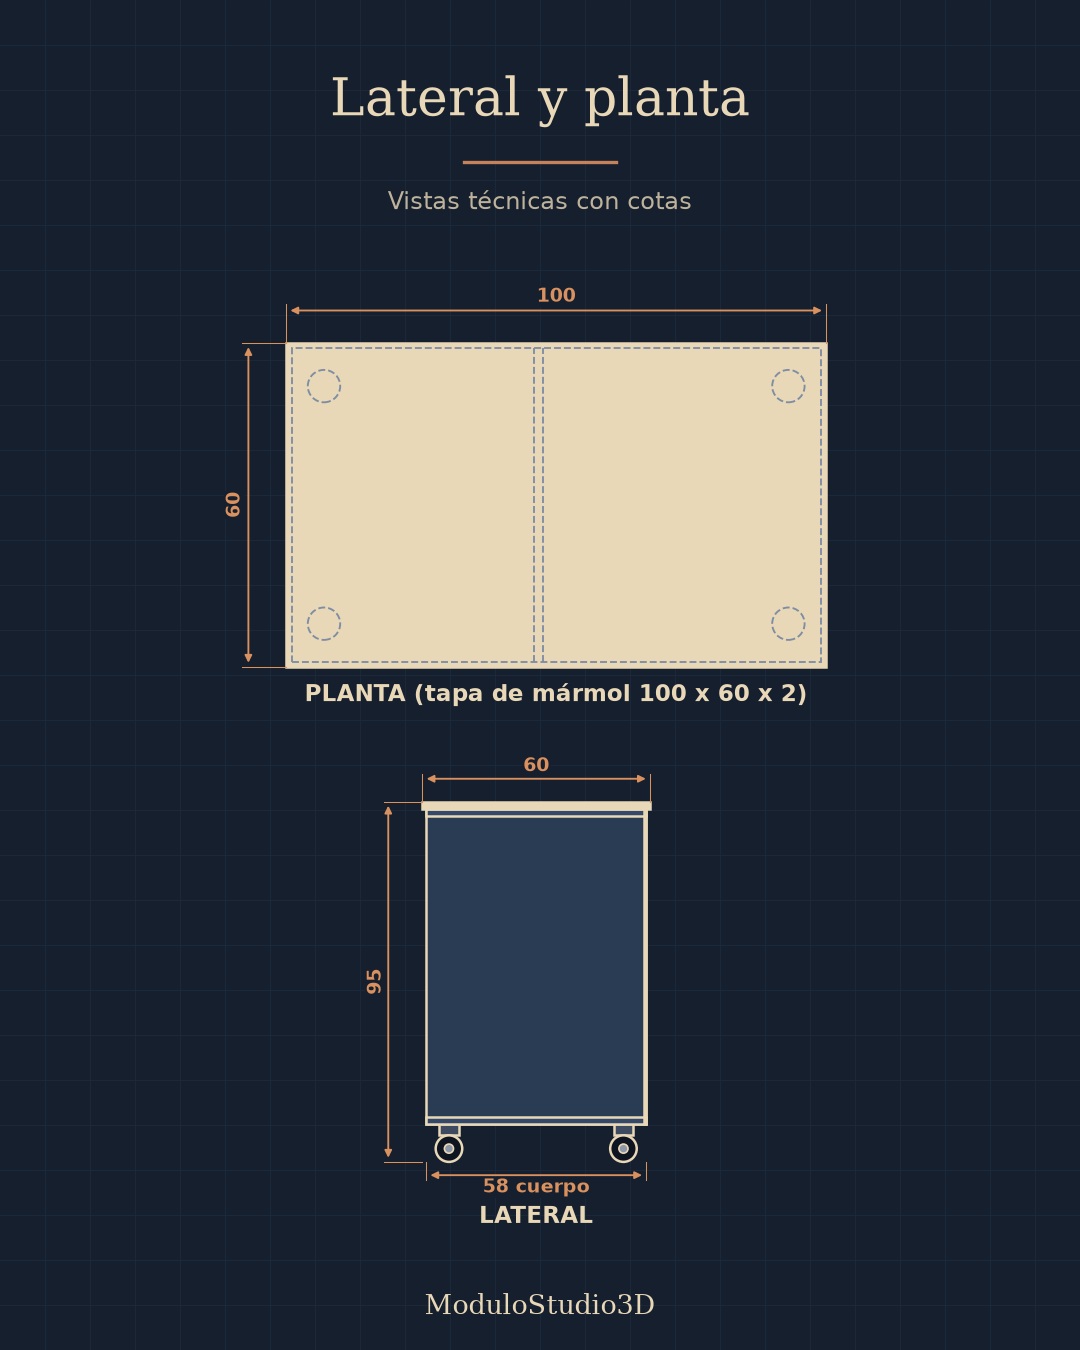 Lateral y planta
Vistas técnicas con cotas
100
60
PLANTA (tapa de mármol 100 x 60 x 2)
60
95
58 cuerpo
LATERAL
ModuloStudio3D